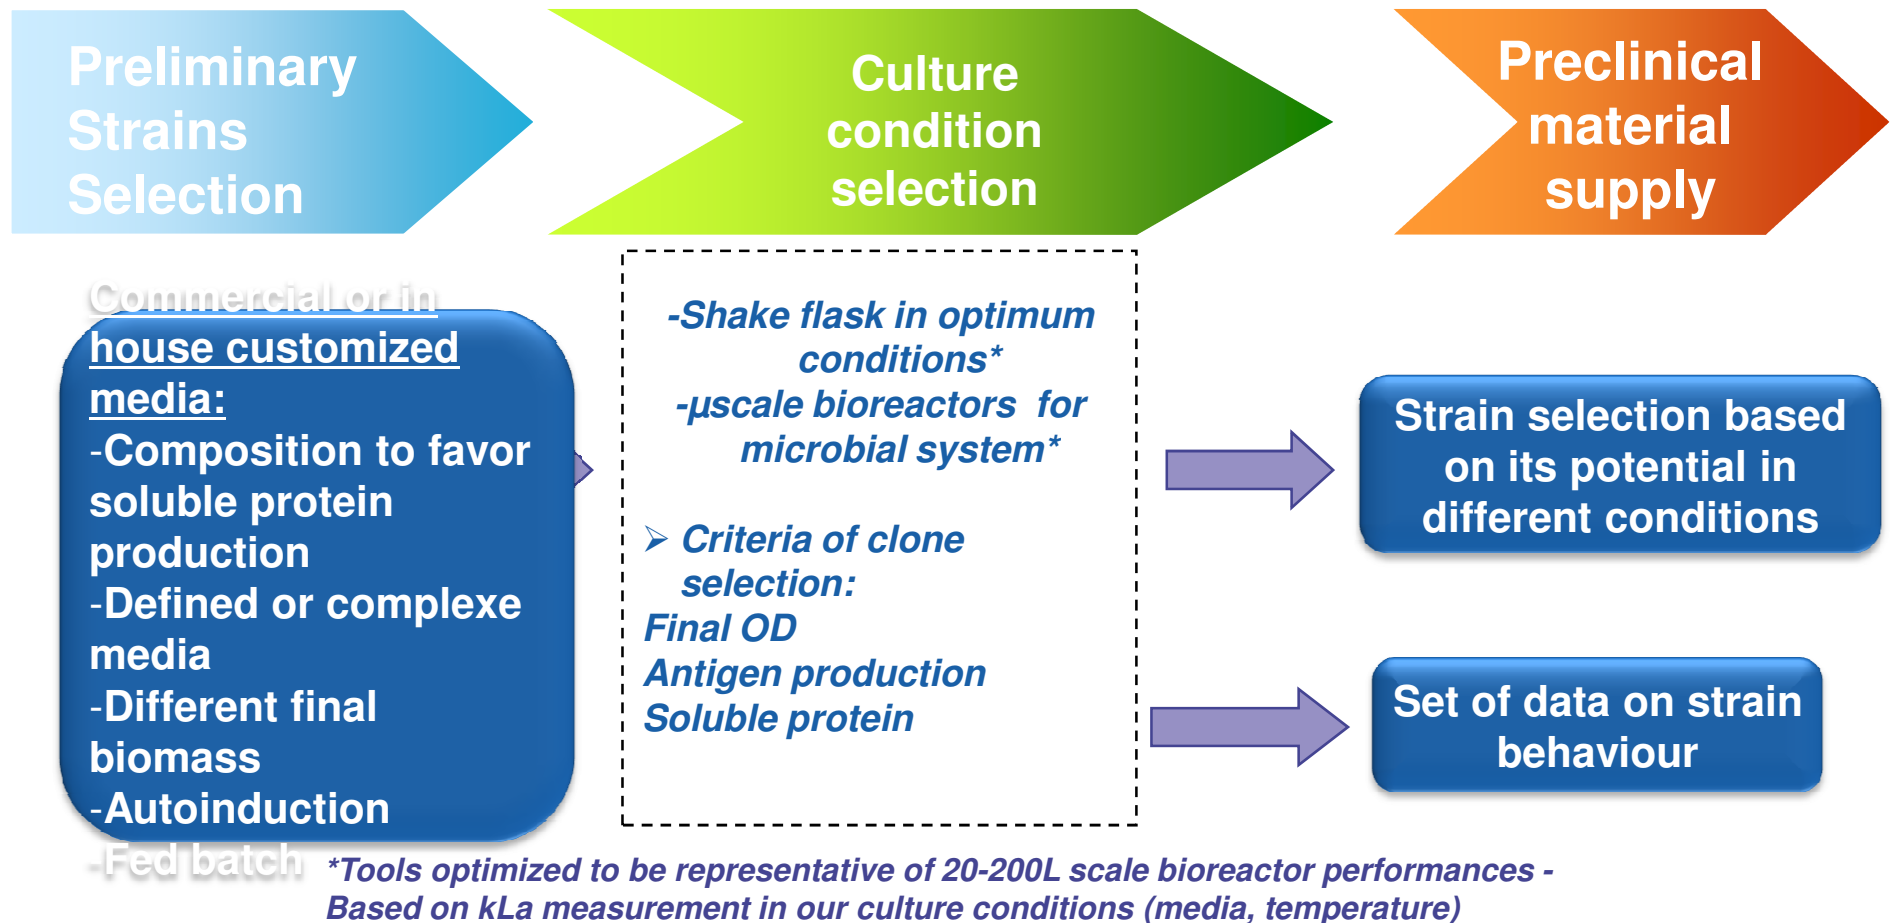 Preliminary
Strains
Selection
Culture
condition
selection
Preclinical
material
supply
Commercial or in
house customized
media:
-Composition to favor
soluble protein
production
-Defined or complexe
media
-Different final
biomass
-Autoinduction
-Fed batch
-Shake flask in optimum
conditions*
-µscale bioreactors for
microbial system*
➢ Criteria of clone
selection:
Final OD
Antigen production
Soluble protein
Strain selection based
on its potential in
different conditions
Set of data on strain
behaviour
*Tools optimized to be representative of 20-200L scale bioreactor performances -
Based on kLa measurement in our culture conditions (media, temperature)